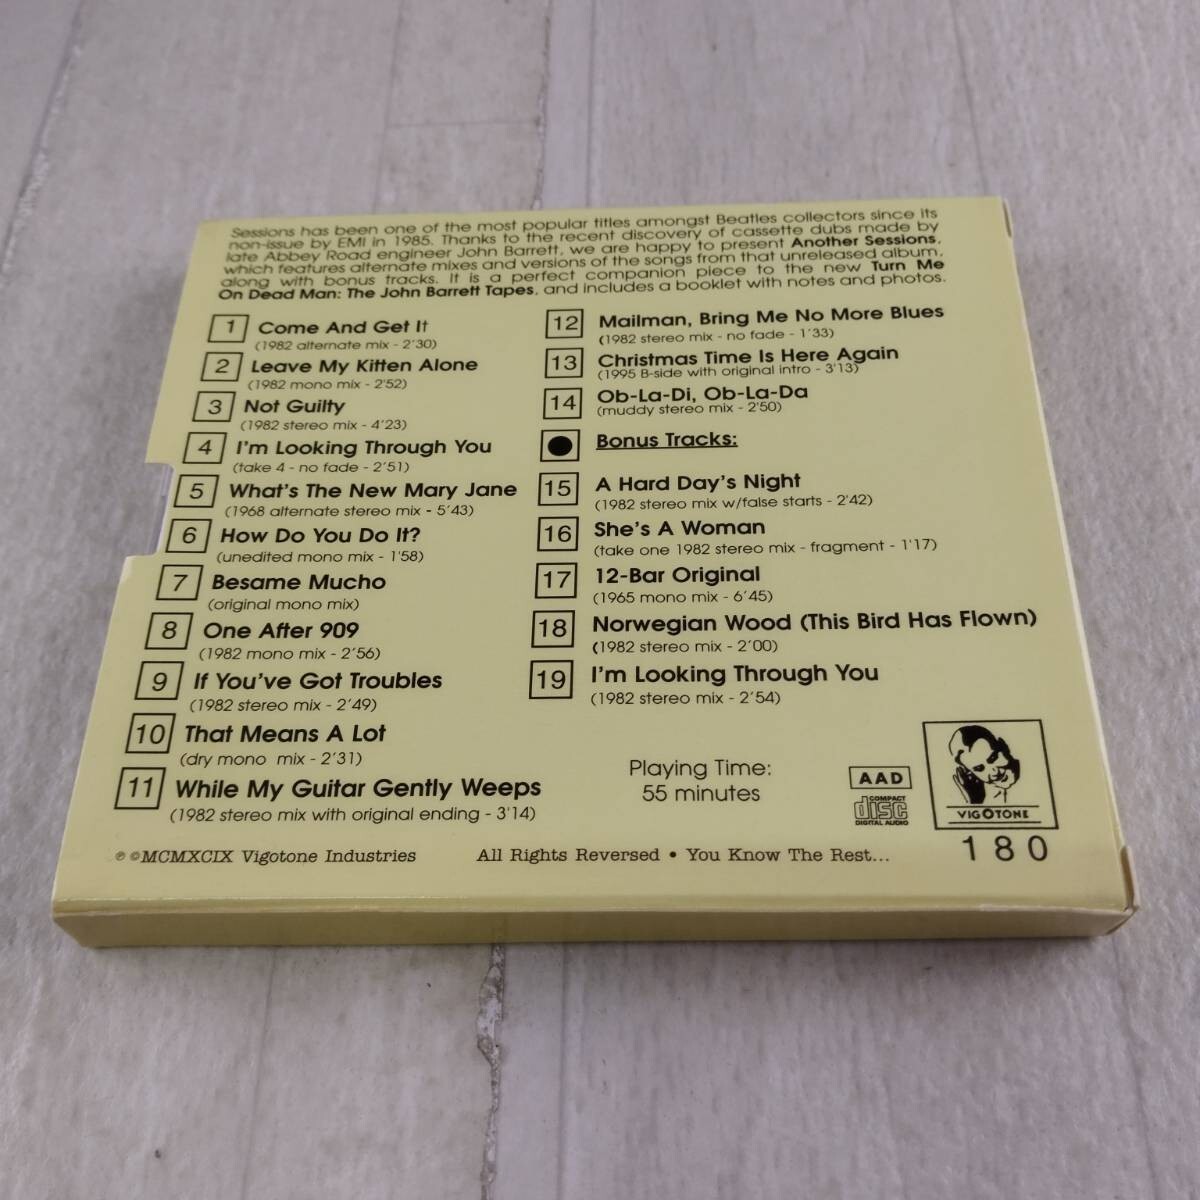 Sessions has been one of the most popular titles amongst Beatles collectors since its
non-issue by EMI in 1985. Thanks to the recent discovery of cassette dubs made by
late Abbey Road engineer John Barrett, we are happy to present Another Sessions,
which features alternate mixes and versions of the songs from that unreleased album,
along with bonus tracks. It is a perfect companion piece to the new Turn Me
On Dead Man: The John Barrett Tapes, and includes a booklet with notes and photos.
1 Come And Get It
(1982 alternate mix - 2'30)
2 Leave My Kitten Alone
(1982 mono mix - 2'52)
3 Not Guilty
(1982 stereo mix - 4'23)
4 I'm Looking Through You
(take 4 - no fade - 2'51)
5 What's The New Mary Jane
(1968 alternate stereo mix - 5'43)
6 How Do You Do It?
(unedited mono mix - 1'58)
7 Besame Mucho
(original mono mix)
8 One After 909
(1982 mono mix - 2'56)
9 If You've Got Troubles
(1982 stereo mix - 2'49)
10 That Means A Lot
(dry mono mix - 2'31)
11 While My Guitar Gently Weeps
(1982 stereo mix with original ending - 3'14)
12 Mailman, Bring Me No More Blues
(1982 stereo mix - no fade - 1'33)
13 Christmas Time Is Here Again
(1995 B-side with original intro - 3'13)
14 Ob-La-Di, Ob-La-Da
(muddy stereo mix - 2'50)
Bonus Tracks:
15 A Hard Day's Night
(1982 stereo mix w/false starts - 2'42)
16 She's A Woman
(take one 1982 stereo mix - fragment - 1'17)
17 12-Bar Original
(1965 mono mix - 6'45)
18 Norwegian Wood (This Bird Has Flown)
(1982 stereo mix - 2'00)
19 I'm Looking Through You
(1982 stereo mix - 2'54)
Playing Time:
55 minutes
AAD
COMPACT
disc
DIGITAL AUDIO
VIGOTONE
180
℗©MCMXCIX Vigotone Industries All Rights Reversed • You Know The Rest...